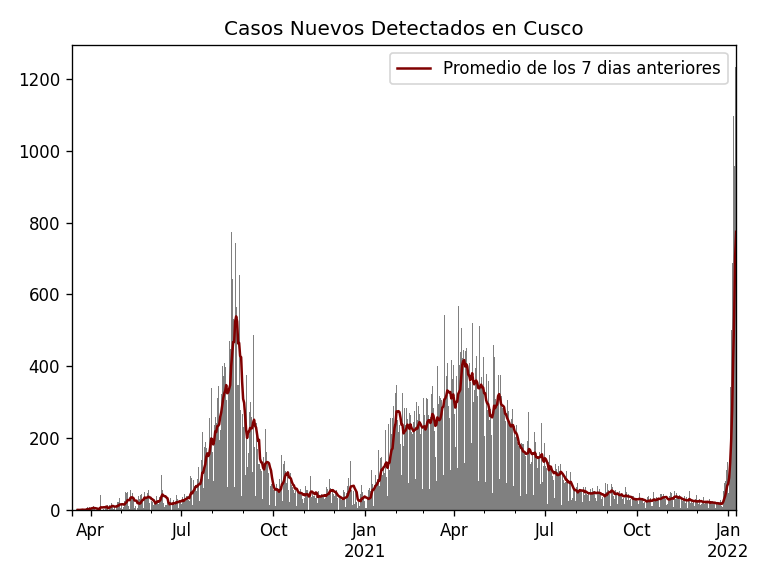 Casos Nuevos Detectados en Cusco
Promedio de los 7 dias anteriores
1200
1000
800
600
400
200
0
Apr Jul Oct Jan Apr Jul Oct Jan
2021 2022